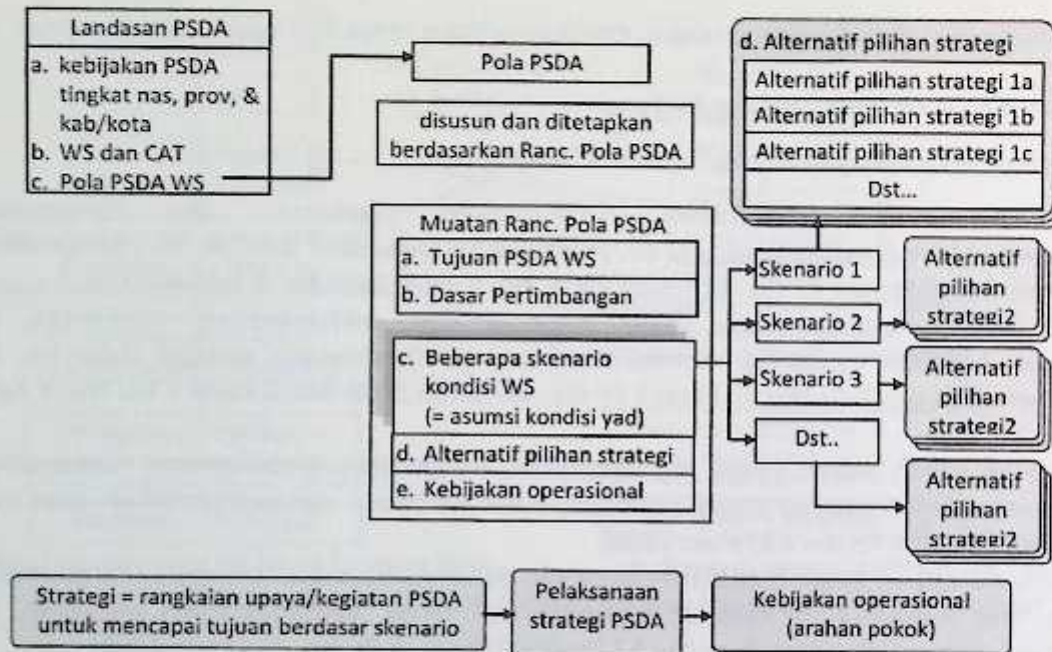 Landasan PSDA
a. kebijakan PSDA
tingkat nas, prov, &
kab/kota
b. WS dan CAT
c. Pola PSDA WS
Pola PSDA
disusun dan ditetapkan
berdasarkan Ranc. Pola PSDA
d. Alternatif pilihan strategi
Alternatif pilihan strategi 1a
Alternatif pilihan strategi 1b
Alternatif pilihan strategi 1c
Dst...
Muatan Ranc. Pola PSDA
a. Tujuan PSDA WS
b. Dasar Pertimbangan
c. Beberapa skenario
kondisi WS
(= asumsi kondisi yad)
d. Alternatif pilihan strategi
e. Kebijakan operasional
Skenario 1
Skenario 2
Skenario 3
Dst..
Alternatif
pilihan
strategi2
Alternatif
pilihan
strategi2
Alternatif
pilihan
strategi2
Strategi = rangkaian upaya/kegiatan PSDA
untuk mencapai tujuan berdasar skenario
Pelaksanaan
strategi PSDA
Kebijakan operasional
(arahan pokok)